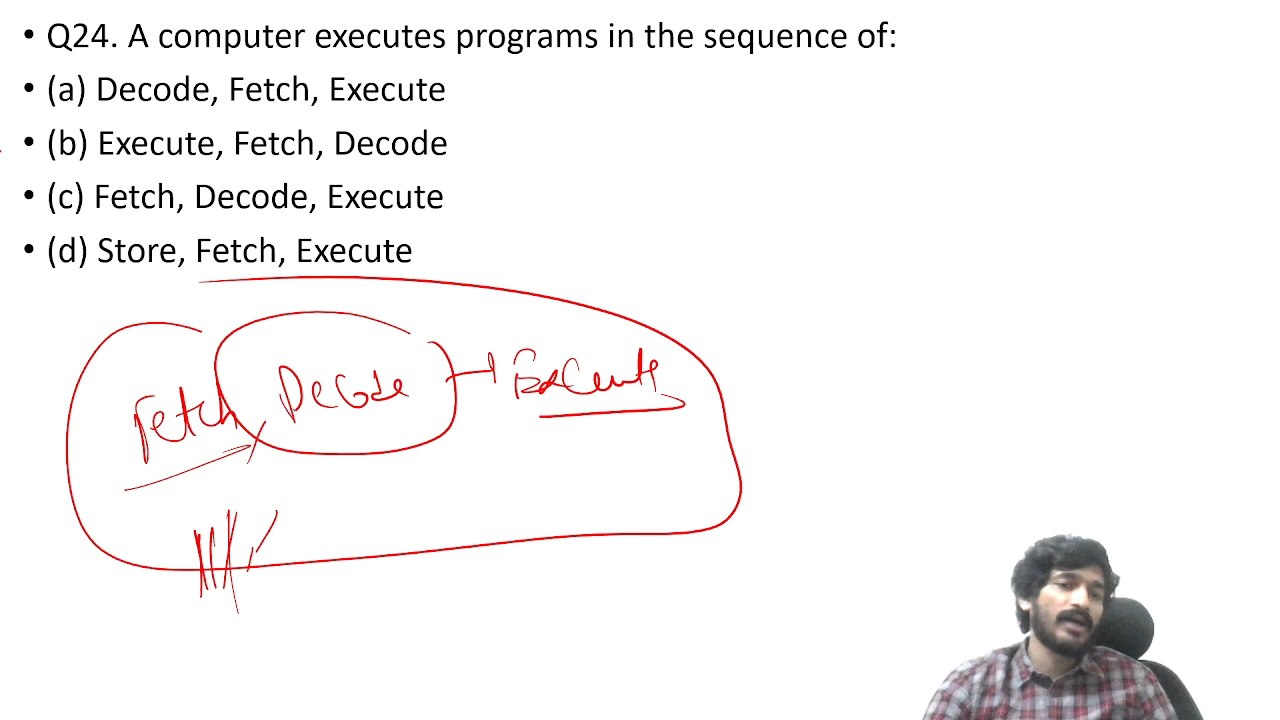 • Q24. A computer executes programs in the sequence of:
• (a) Decode, Fetch, Execute
• (b) Execute, Fetch, Decode
• (c) Fetch, Decode, Execute
• (d) Store, Fetch, Execute
Fetch Decode Execute